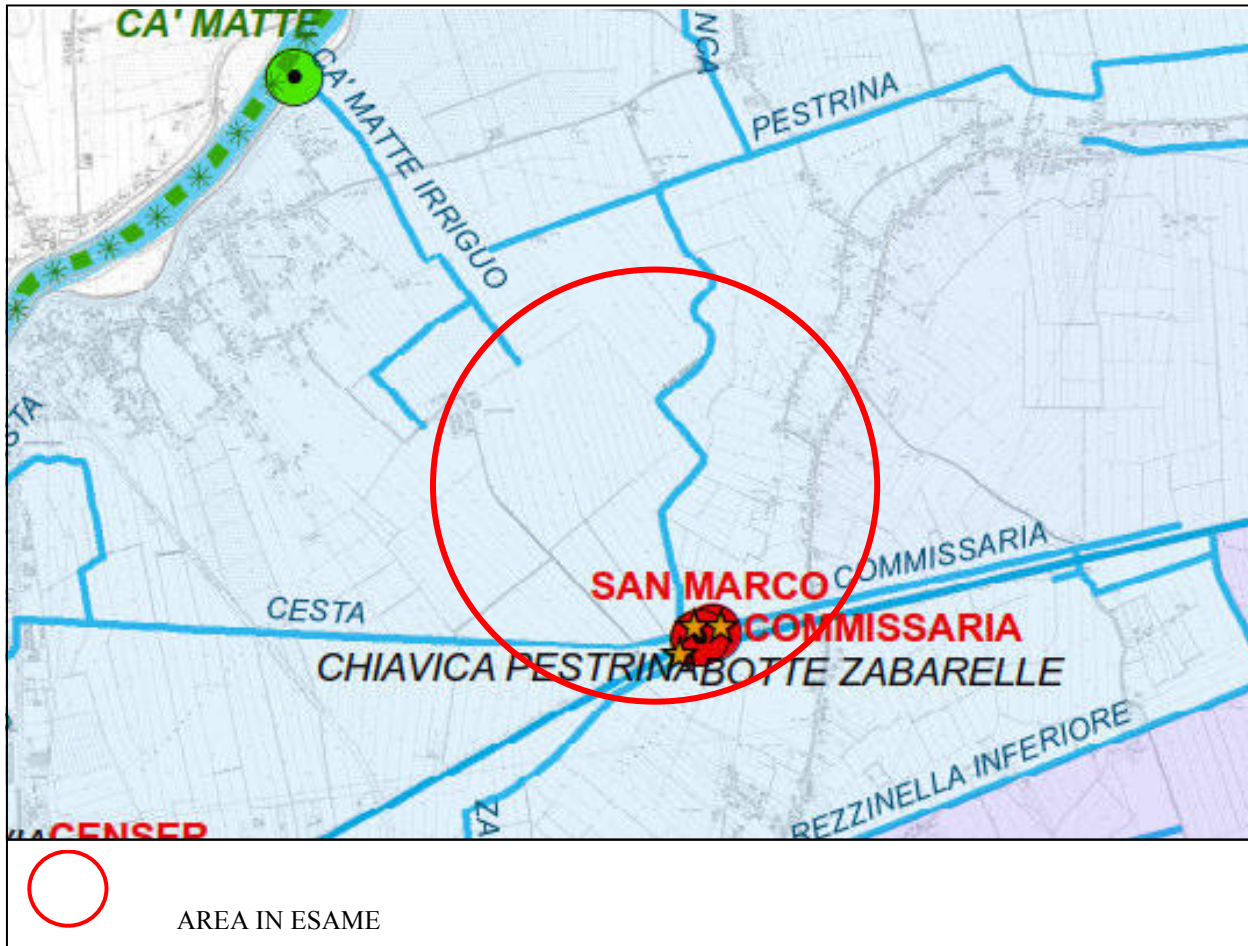 CA' MATTE
CA' MATTE IRRIGUO
NCA
PESTRINA
STA
SAN MARCO
COMMISSARIA
COMMISSARIA
CESTA
CHIAVICA PESTRINA
BOTTE ZABARELLE
ZA
REZZINELLA INFERIORE
CENSER
AREA IN ESAME